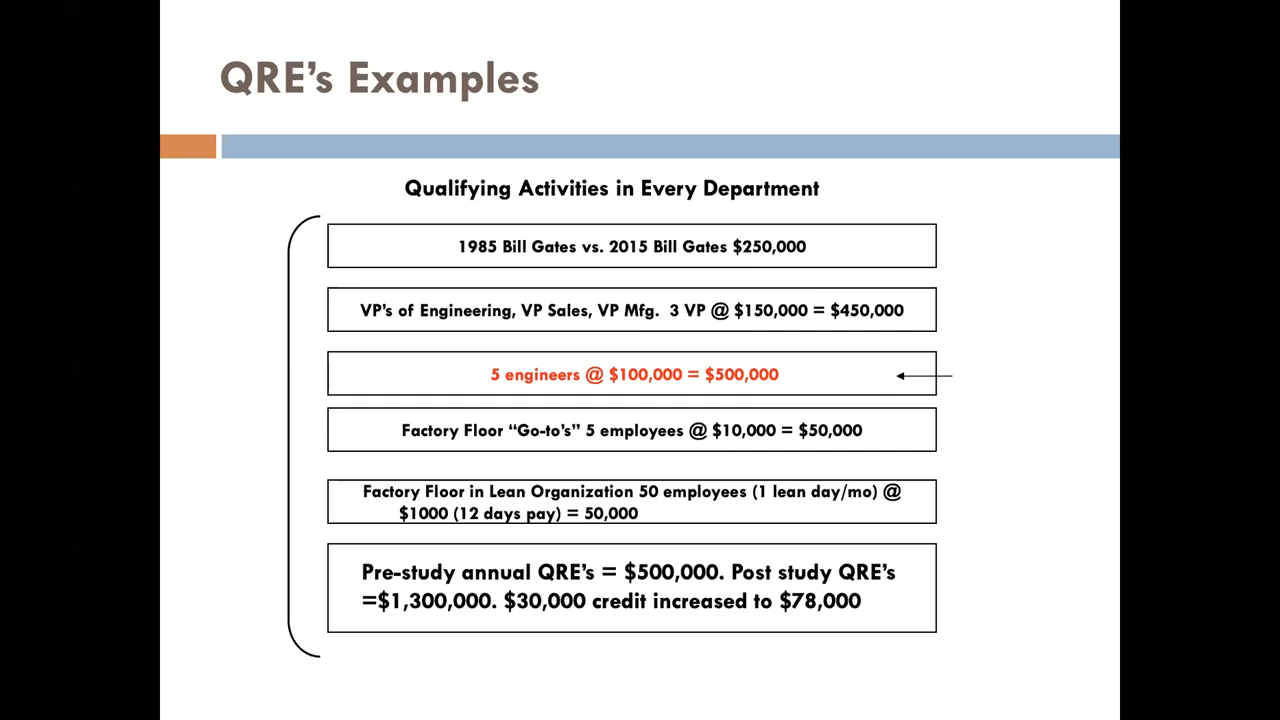 QRE’s Examples
Qualifying Activities in Every Department
1985 Bill Gates vs. 2015 Bill Gates $250,000
VP’s of Engineering, VP Sales, VP Mfg.  3 VP @ $150,000 = $450,000
5 engineers @ $100,000 = $500,000
Factory Floor “Go-to’s” 5 employees @ $10,000 = $50,000
Factory Floor in Lean Organization 50 employees (1 lean day/mo) @
$1000 (12 days pay) = 50,000
Pre-study annual QRE’s = $500,000. Post study QRE’s
=$1,300,000. $30,000 credit increased to $78,000